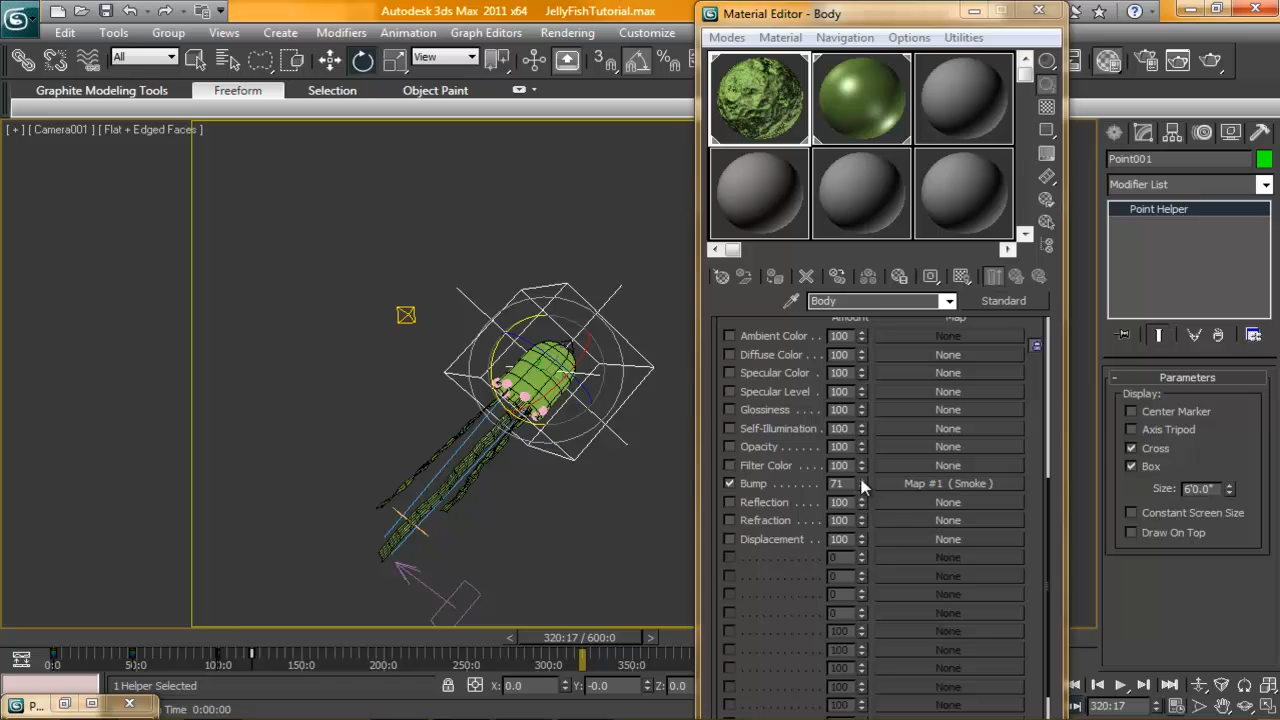 Autodesk 3ds Max 2011 x64 JellyFishTutorial.max
Edit Tools Group Views Create Modifiers Animation Graph Editors Rendering Customize
All View
Graphite Modeling Tools Freeform Selection Object Paint
[ + ] [ Camera001 ] [ Flat + Edged Faces ]
Material Editor - Body
Modes Material Navigation Options Utilities
Body Standard
Amount Map
Ambient Color . . 100 None
Diffuse Color . . . 100 None
Specular Color . 100 None
Specular Level . 100 None
Glossiness . . . . 100 None
Self-Illumination . 100 None
Opacity . . . . . . 100 None
Filter Color . . . . 100 None
Bump . . . . . . . 71 Map #1 ( Smoke )
Reflection . . . . 100 None
Refraction . . . . 100 None
Displacement . . 100 None
. . . . . . . . . . . . 0 None
. . . . . . . . . . . . 0 None
. . . . . . . . . . . . 0 None
. . . . . . . . . . . . 0 None
. . . . . . . . . . . . 100 None
. . . . . . . . . . . . 100 None
. . . . . . . . . . . . 100 None
. . . . . . . . . . . . 100 None
. . . . . . . . . . . . 100 None
Point001
Modifier List
Point Helper
- Parameters
Display:
Center Marker
Axis Tripod
Cross
Box
Size: 6'0.0"
Constant Screen Size
Draw On Top
< 320:17 / 600:0 >
0:0 50:0 100:0 150:0 200:0 250:0 300:0 350:0
1 Helper Selected X: 0.0 Y: -0.0 Z: 0.0
320:17
P... Time 0:00:00